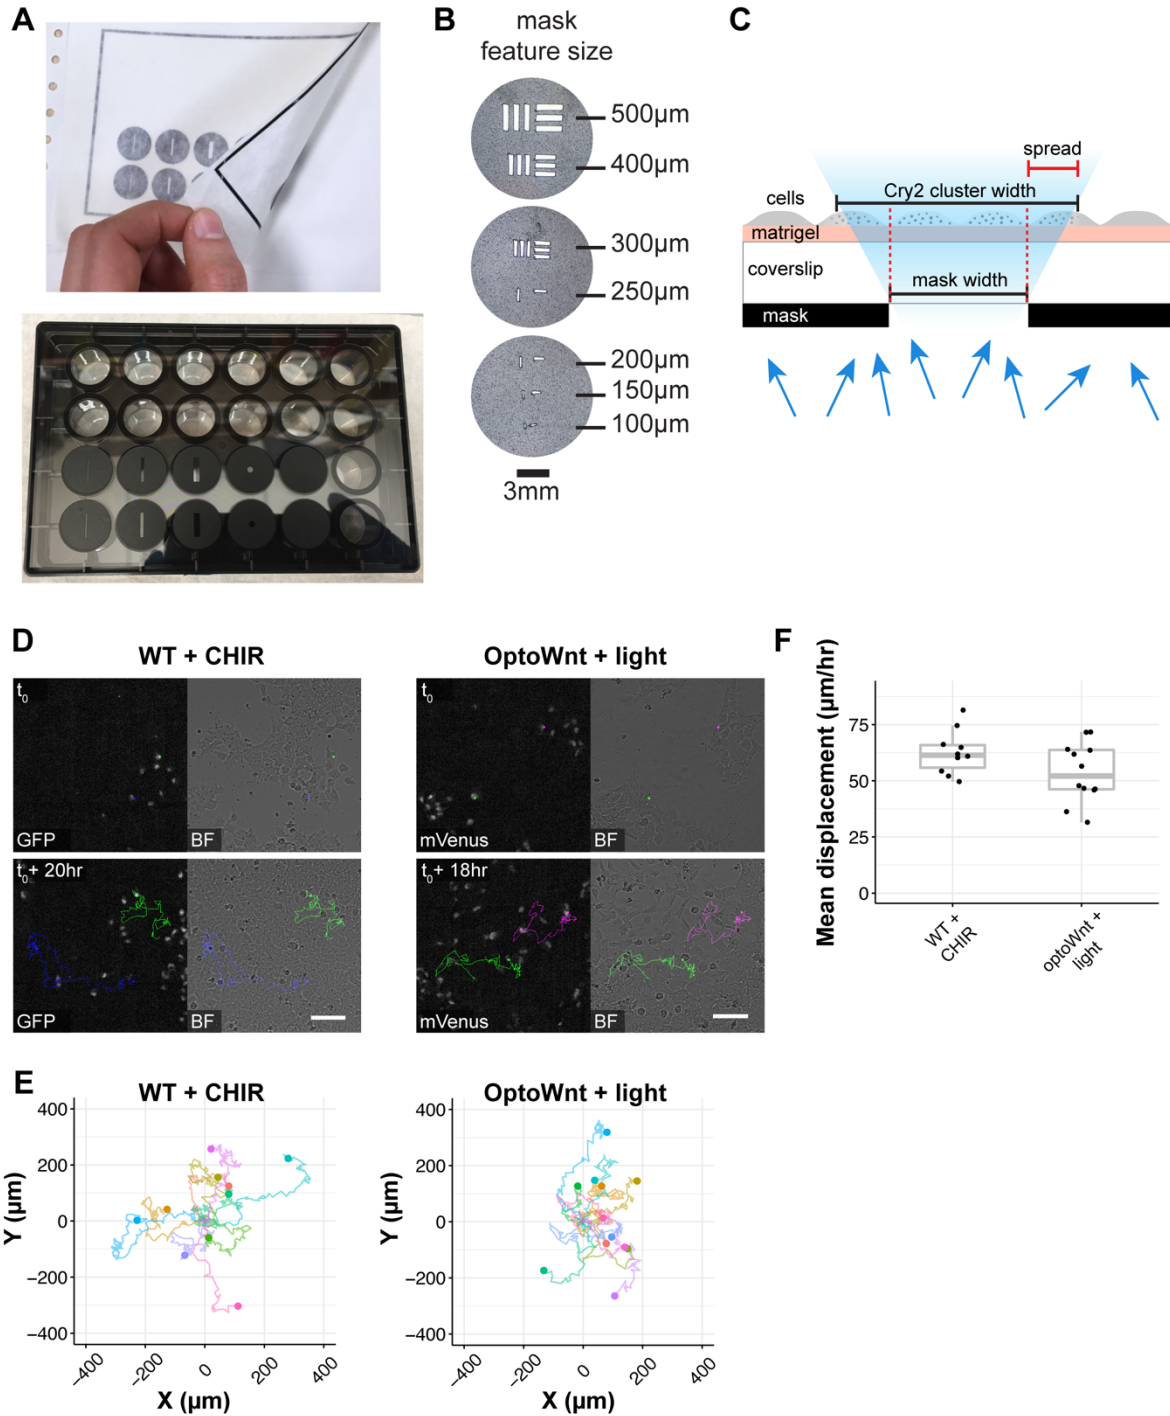 A
B
mask
feature size
500µm
400µm
300µm
250µm
200µm
150µm
100µm
3mm
C
spread
Cry2 cluster width
cells
matrigel
coverslip
mask width
mask
D
WT + CHIR
OptoWnt + light
t0
GFP
BF
t0
mVenus
BF
t0+ 20hr
GFP
BF
t0+ 18hr
mVenus
BF
F
Mean displacement (µm/hr)
75
50
25
0
WT +
CHIR
optoWnt +
light
E
WT + CHIR
OptoWnt + light
Y (µm)
400
200
0
−200
−400
−400
−200
0
200
400
X (µm)
Y (µm)
400
200
0
−200
−400
−400
−200
0
200
400
X (µm)